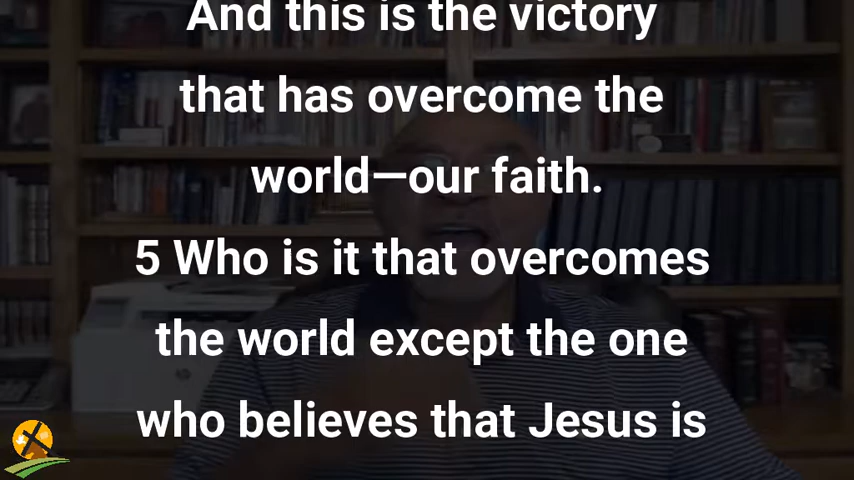 And this is the victory
that has overcome the
world—our faith.
5 Who is it that overcomes
the world except the one
who believes that Jesus is